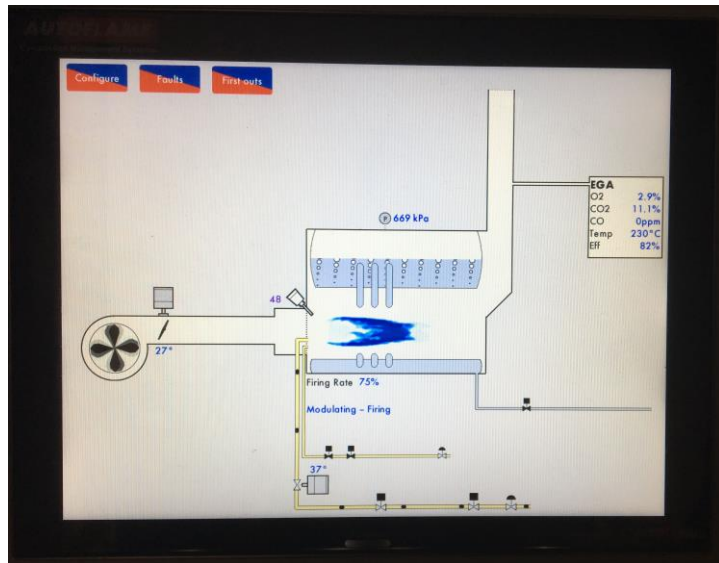 AUTOFLAME
Configure
Faults
First outs
P 669 kPa
EGA
O2 2.9%
CO2 11.1%
CO 0ppm
Temp 230°C
Eff 82%
48
27°
Firing Rate 75%
Modulating – Firing
37°